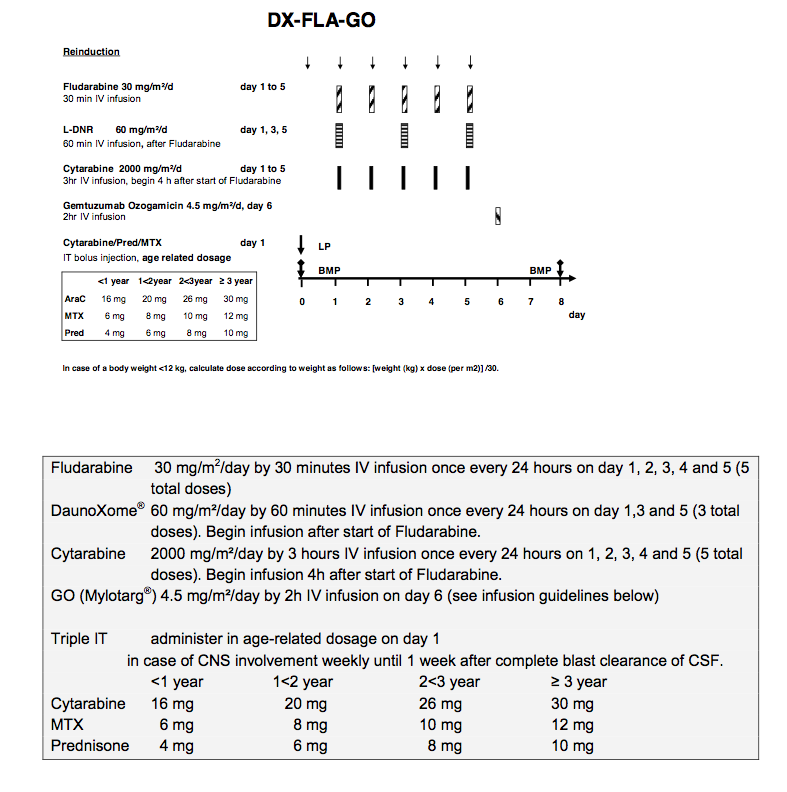 DX-FLA-GO
Reinduction
Fludarabine 30 mg/m²/d day 1 to 5
30 min IV infusion
L-DNR 60 mg/m²/d day 1, 3, 5
60 min IV infusion, after Fludarabine
Cytarabine 2000 mg/m²/d day 1 to 5
3hr IV infusion, begin 4 h after start of Fludarabine
Gemtuzumab Ozogamicin 4.5 mg/m²/d, day 6
2hr IV infusion
Cytarabine/Pred/MTX day 1
IT bolus injection, age related dosage
LP
BMP BMP
0 1 2 3 4 5 6 7 8
day
<1 year 1<2year 2<3year ≥ 3 year
AraC 16 mg 20 mg 26 mg 30 mg
MTX 6 mg 8 mg 10 mg 12 mg
Pred 4 mg 6 mg 8 mg 10 mg
In case of a body weight <12 kg, calculate dose according to weight as follows: [weight (kg) x dose (per m2)] /30.
Fludarabine 30 mg/m²/day by 30 minutes IV infusion once every 24 hours on day 1, 2, 3, 4 and 5 (5
total doses)
DaunoXome® 60 mg/m²/day by 60 minutes IV infusion once every 24 hours on day 1,3 and 5 (3 total
doses). Begin infusion after start of Fludarabine.
Cytarabine 2000 mg/m²/day by 3 hours IV infusion once every 24 hours on 1, 2, 3, 4 and 5 (5 total
doses). Begin infusion 4h after start of Fludarabine.
GO (Mylotarg®) 4.5 mg/m²/day by 2h IV infusion on day 6 (see infusion guidelines below)
Triple IT administer in age-related dosage on day 1
in case of CNS involvement weekly until 1 week after complete blast clearance of CSF.
<1 year 1<2 year 2<3 year ≥ 3 year
Cytarabine 16 mg 20 mg 26 mg 30 mg
MTX 6 mg 8 mg 10 mg 12 mg
Prednisone 4 mg 6 mg 8 mg 10 mg